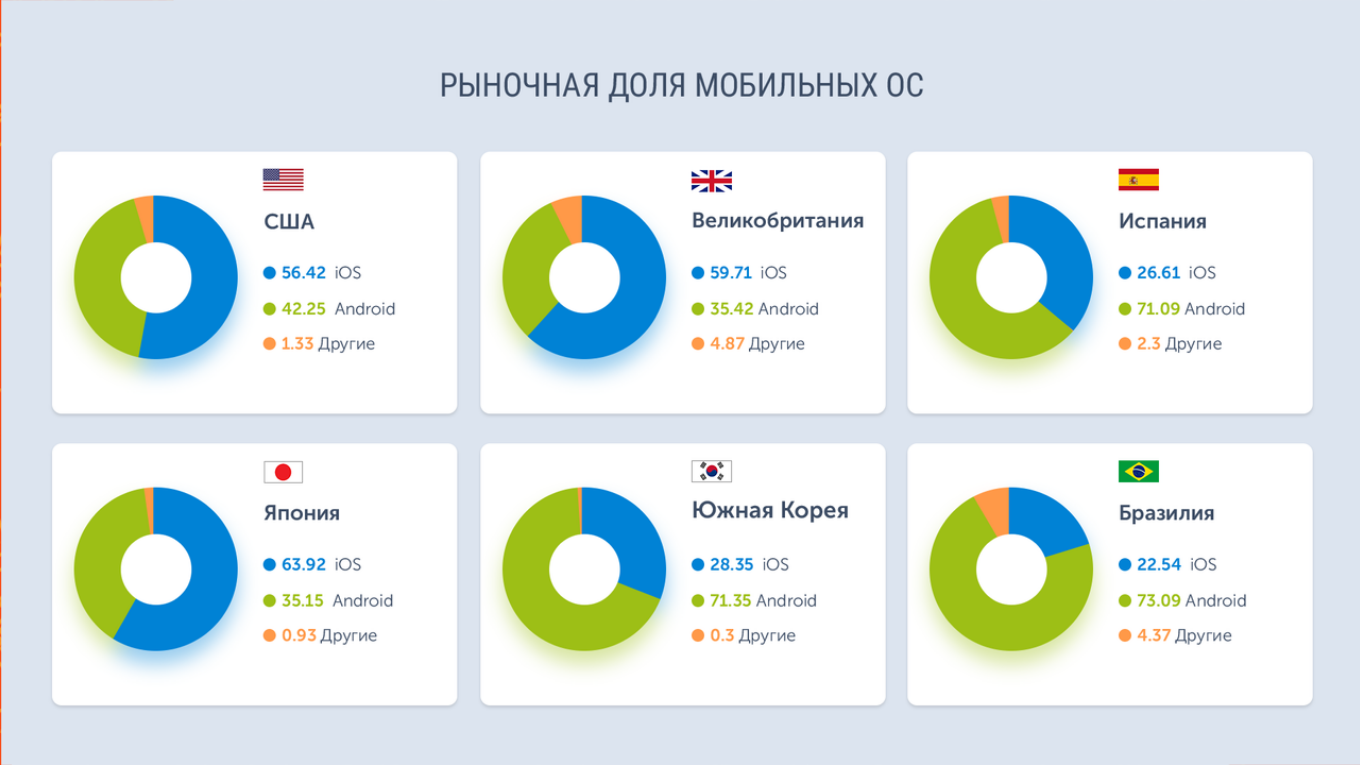 РЫНОЧНАЯ ДОЛЯ МОБИЛЬНЫХ ОС
США
56.42 iOS
42.25 Android
1.33 Другие
Великобритания
59.71 iOS
35.42 Android
4.87 Другие
Испания
26.61 iOS
71.09 Android
2.3 Другие
Япония
63.92 iOS
35.15 Android
0.93 Другие
Южная Корея
28.35 iOS
71.35 Android
0.3 Другие
Бразилия
22.54 iOS
73.09 Android
4.37 Другие